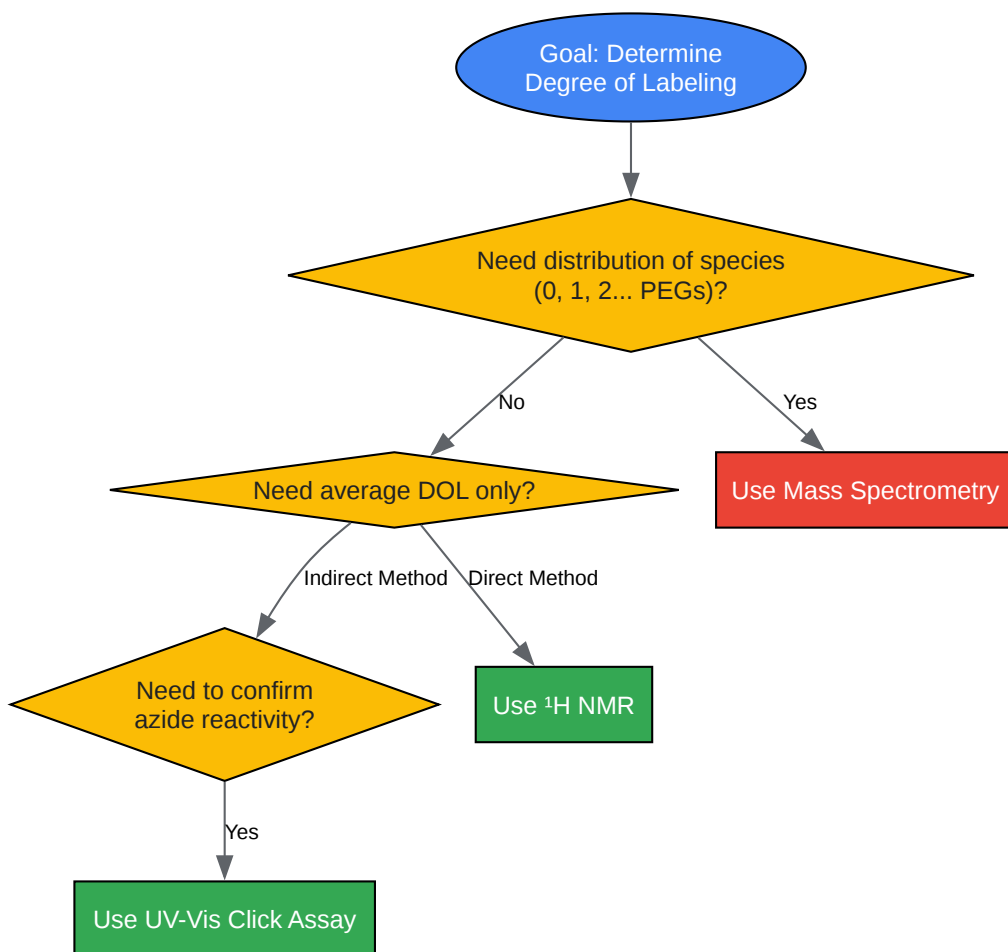 Goal: Determine
Degree of Labeling
Need distribution of species
(0, 1, 2... PEGs)?
No
Yes
Need average DOL only?
Use Mass Spectrometry
Indirect Method
Direct Method
Need to confirm
azide reactivity?
Use ¹H NMR
Yes
Use UV-Vis Click Assay